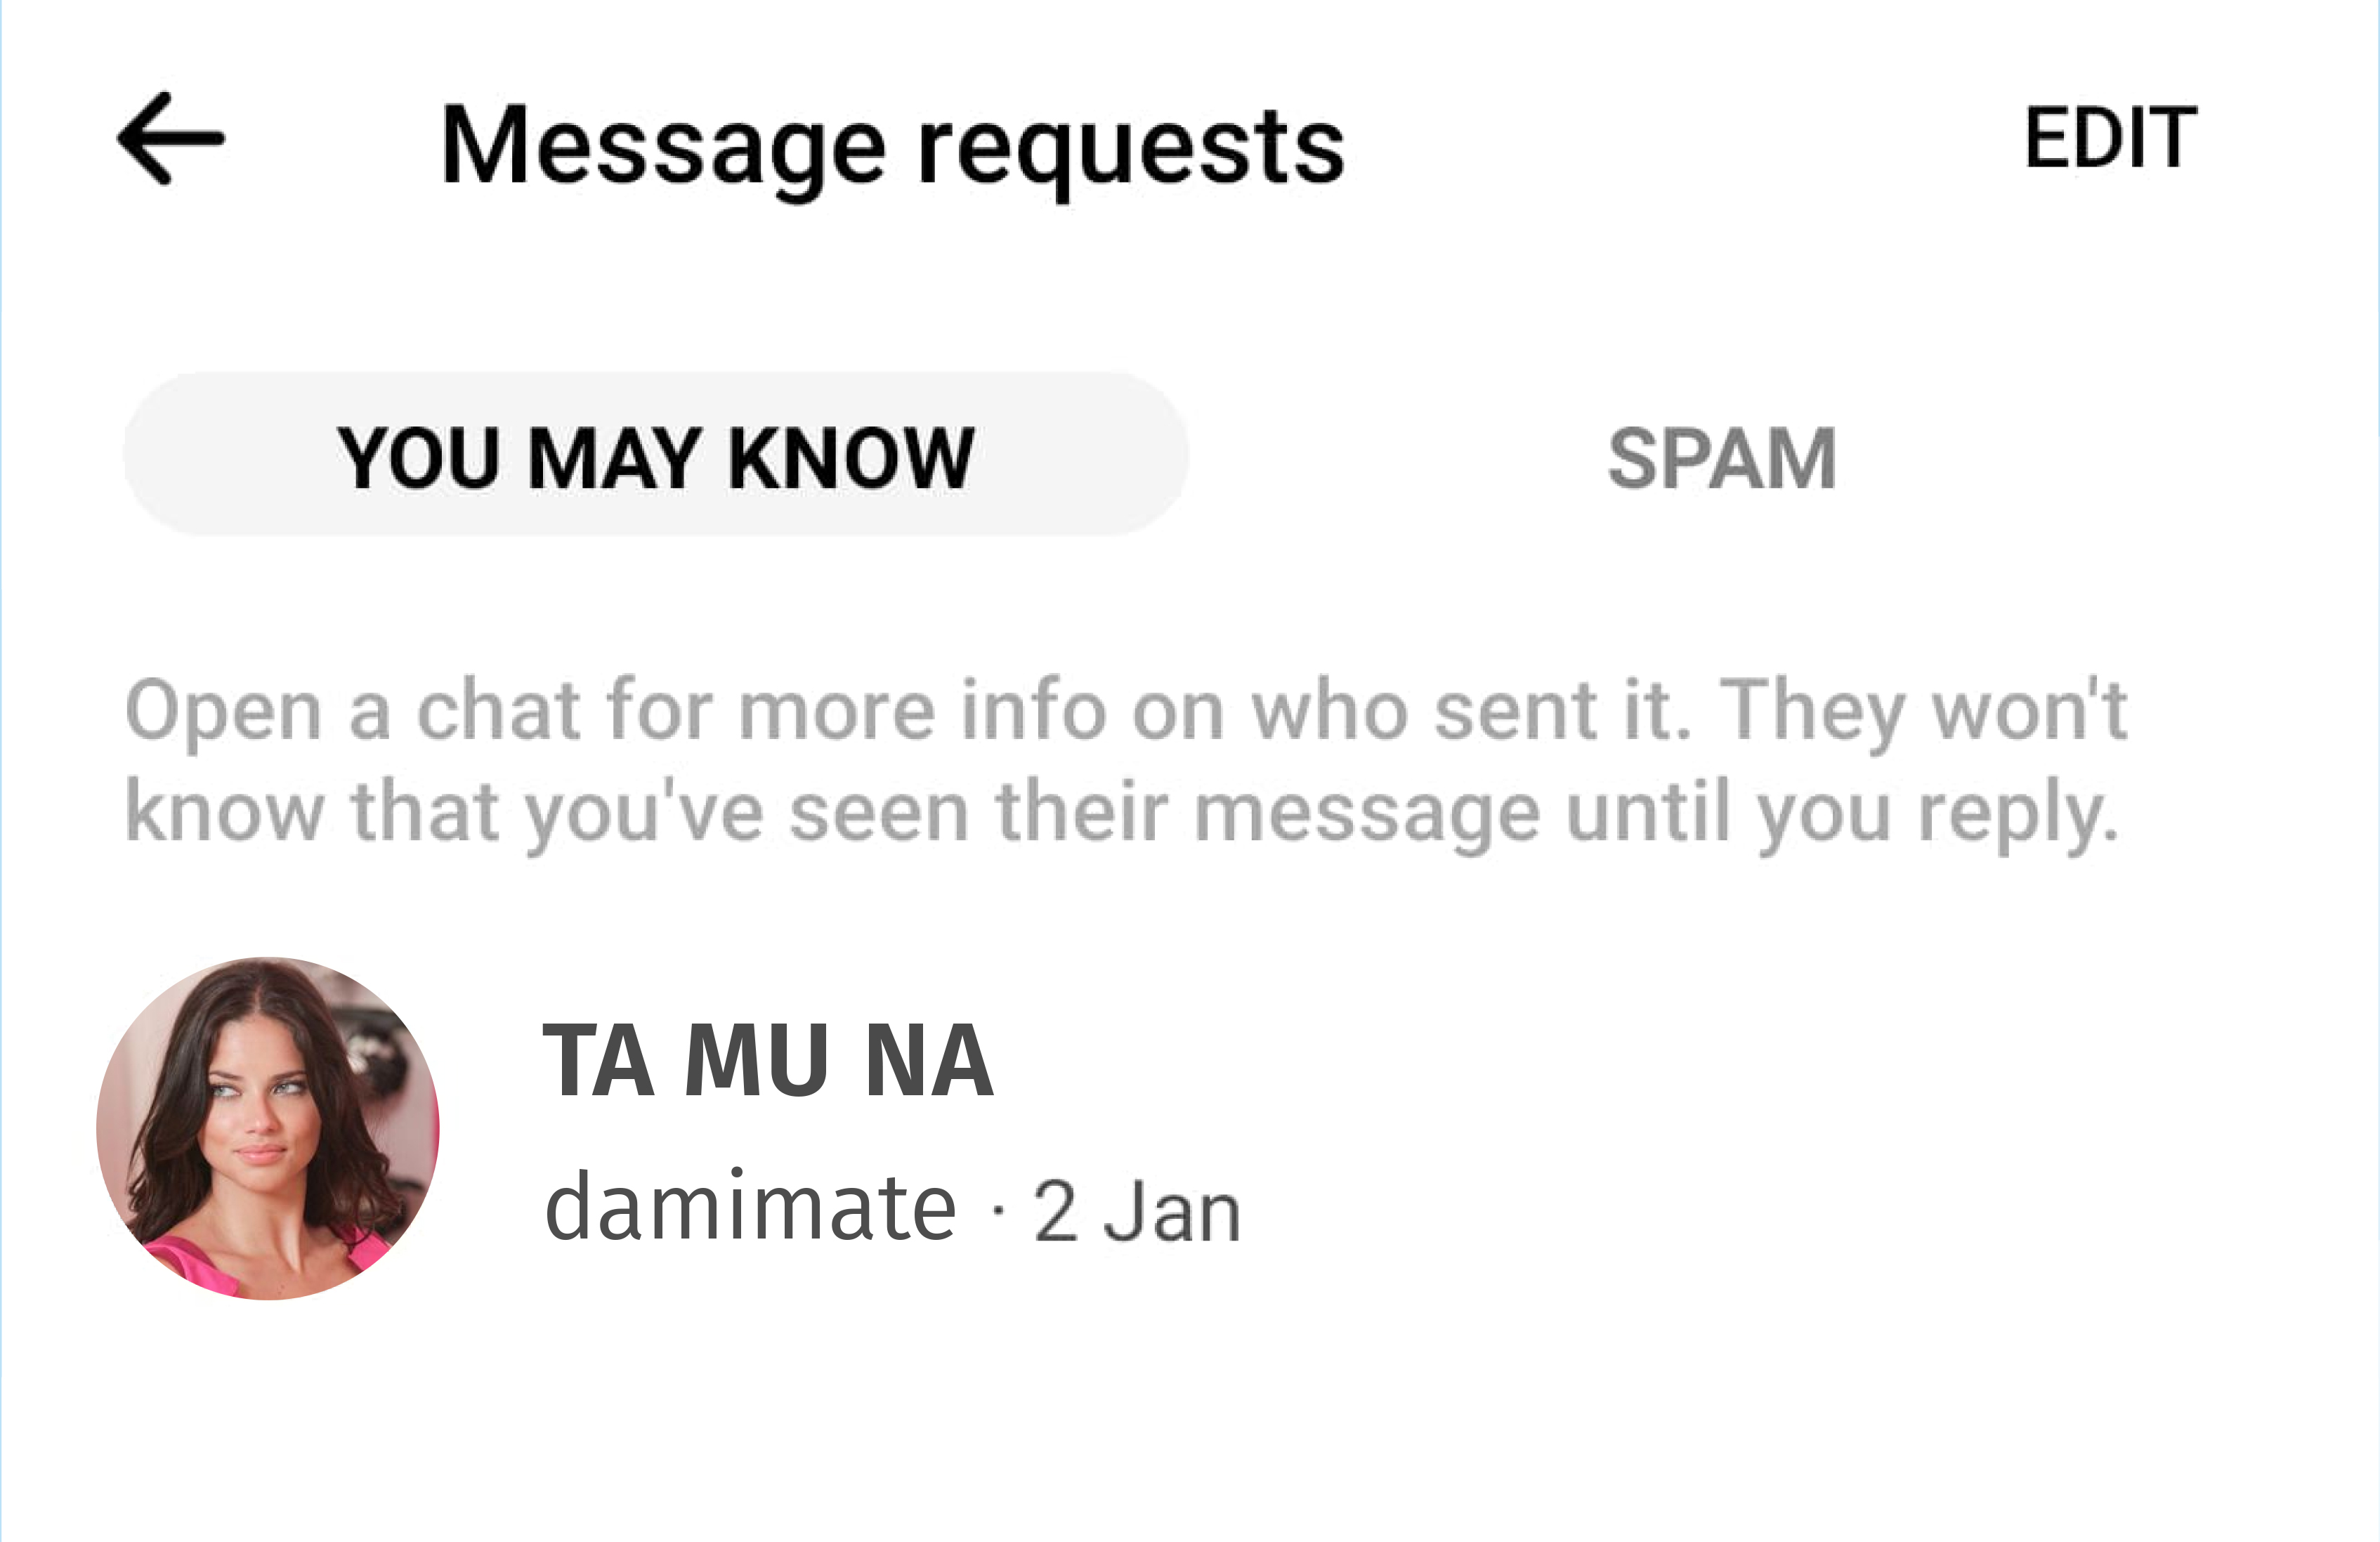 Message requests
EDIT
YOU MAY KNOW
SPAM
Open a chat for more info on who sent it. They won't
know that you've seen their message until you reply.
TA MU NA
damimate · 2 Jan